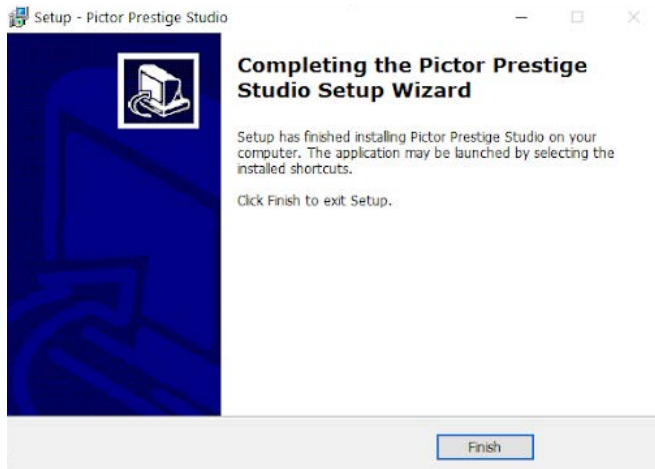 Setup - Pictor Prestige Studio
Completing the Pictor Prestige
Studio Setup Wizard
Setup has finished installing Pictor Prestige Studio on your
computer. The application may be launched by selecting the
installed shortcuts.
Click Finish to exit Setup.
Finish